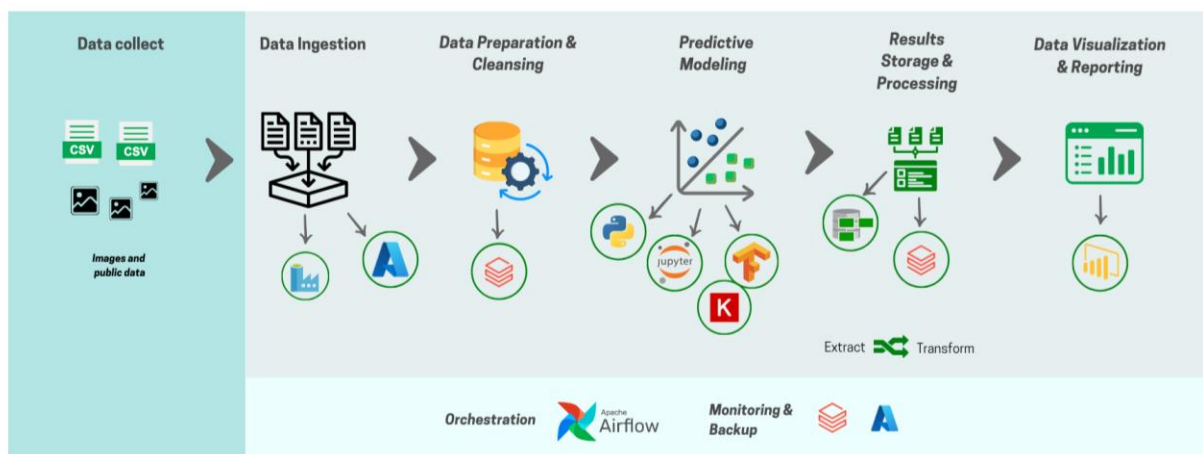 Data collect
Data Ingestion
Data Preparation &
Cleansing
Predictive
Modeling
Results
Storage &
Processing
Data Visualization
& Reporting
CSV
CSV
Images and
public data
jupyter
K
Extract
Transform
Orchestration
Apache
Airflow
Monitoring &
Backup